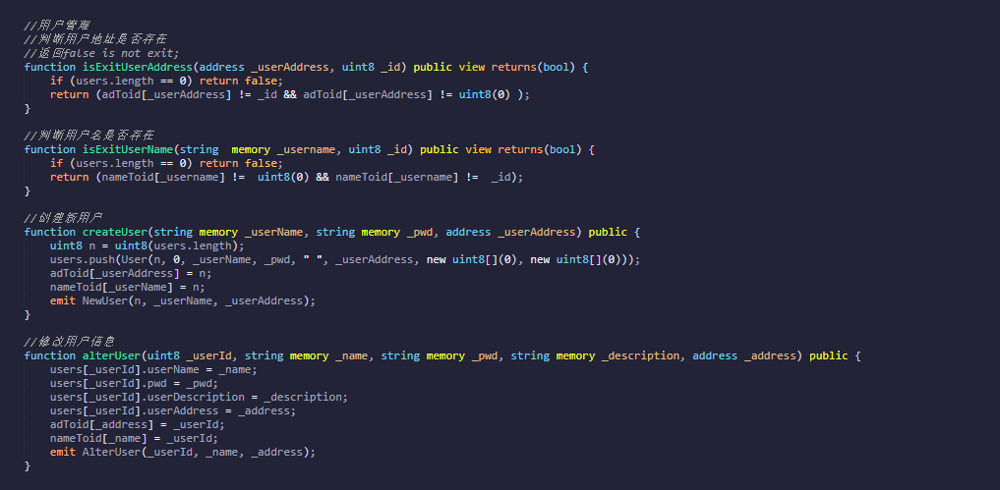 //用户管理
//判断用户地址是否存在
//返回false is not exit;
function isExitUserAddress(address _userAddress, uint8 _id) public view returns(bool) {
if (users.length == 0) return false;
return (adToid[_userAddress] != _id && adToid[_userAddress] != uint8(0) );
}
//判断用户名是否存在
function isExitUserName(string  memory _username, uint8 _id) public view returns(bool) {
if (users.length == 0) return false;
return (nameToid[_username] !=  uint8(0) && nameToid[_username] !=  _id);
}
//创建新用户
function createUser(string memory _userName, string memory _pwd, address _userAddress) public {
uint8 n = uint8(users.length);
users.push(User(n, 0, _userName, _pwd, " ", _userAddress, new uint8[](0), new uint8[](0)));
adToid[_userAddress] = n;
nameToid[_userName] = n;
emit NewUser(n, _userName, _userAddress);
}
//修改用户信息
function alterUser(uint8 _userId, string memory _name, string memory _pwd, string memory _description, address _address) public {
users[_userId].userName = _name;
users[_userId].pwd = _pwd;
users[_userId].userDescription = _description;
users[_userId].userAddress = _address;
adToid[_address] = _userId;
nameToid[_name] = _userId;
emit AlterUser(_userId, _name, _address);
}